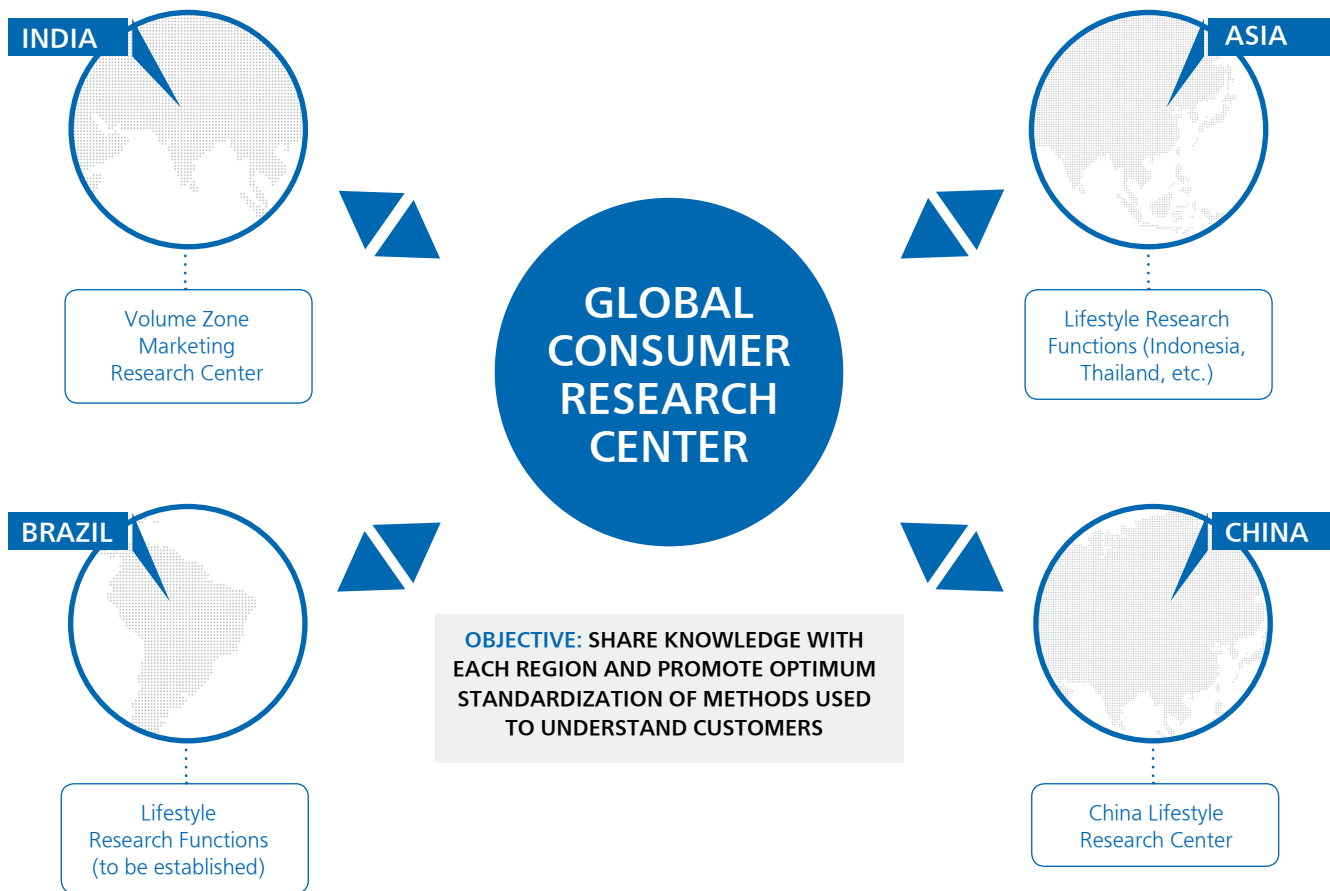 INDIA
Volume Zone
Marketing
Research Center
ASIA
Lifestyle Research
Functions (Indonesia,
Thailand, etc.)
GLOBAL
CONSUMER
RESEARCH
CENTER
BRAZIL
Lifestyle
Research Functions
(to be established)
OBJECTIVE: SHARE KNOWLEDGE WITH
EACH REGION AND PROMOTE OPTIMUM
STANDARDIZATION OF METHODS USED
TO UNDERSTAND CUSTOMERS
CHINA
China Lifestyle
Research Center